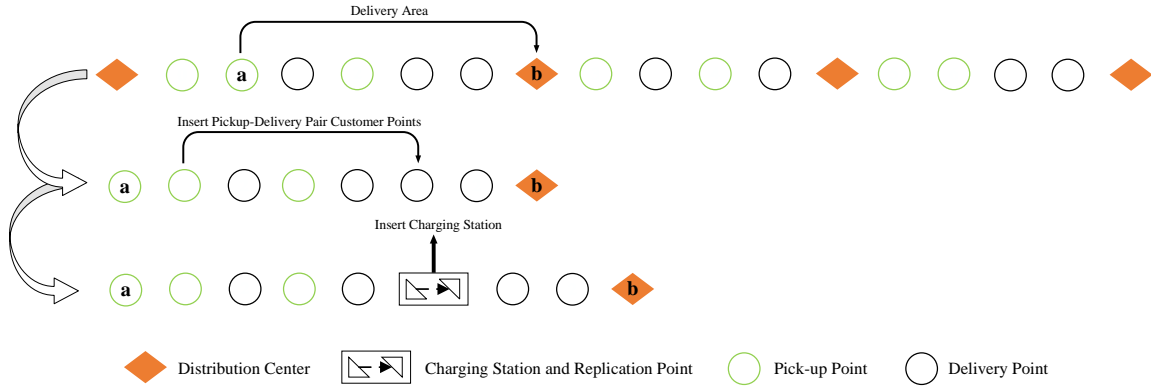 Delivery Area
a
b
Insert Pickup-Delivery Pair Customer Points
a
b
Insert Charging Station
a
b
Distribution Center
Charging Station and Replication Point
Pick-up Point
Delivery Point